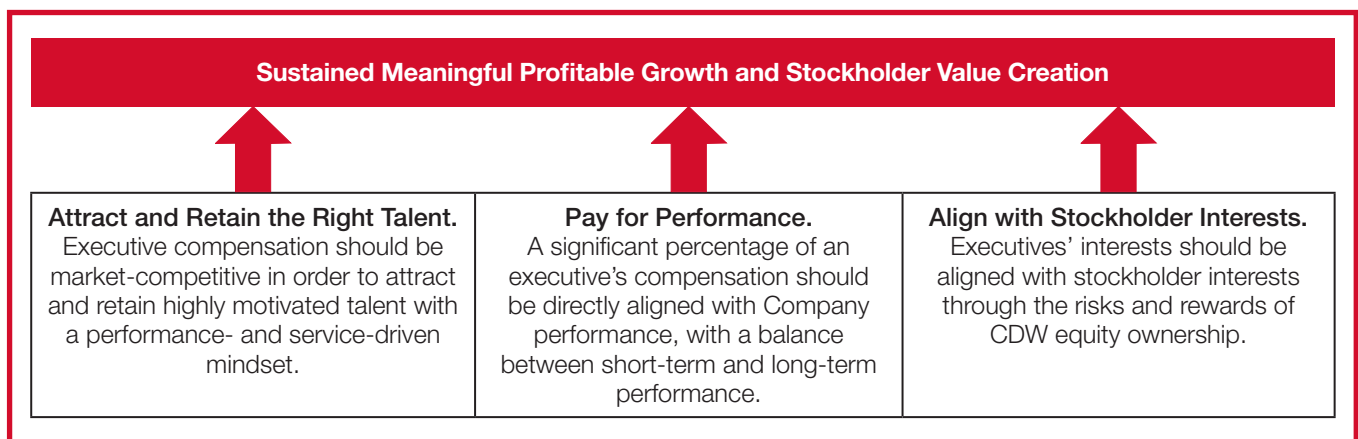 Sustained Meaningful Profitable Growth and Stockholder Value Creation
Attract and Retain the Right Talent.
Executive compensation should be
market-competitive in order to attract
and retain highly motivated talent with
a performance- and service-driven
mindset.
Pay for Performance.
A significant percentage of an
executive’s compensation should
be directly aligned with Company
performance, with a balance
between short-term and long-term
performance.
Align with Stockholder Interests.
Executives’ interests should be
aligned with stockholder interests
through the risks and rewards of
CDW equity ownership.